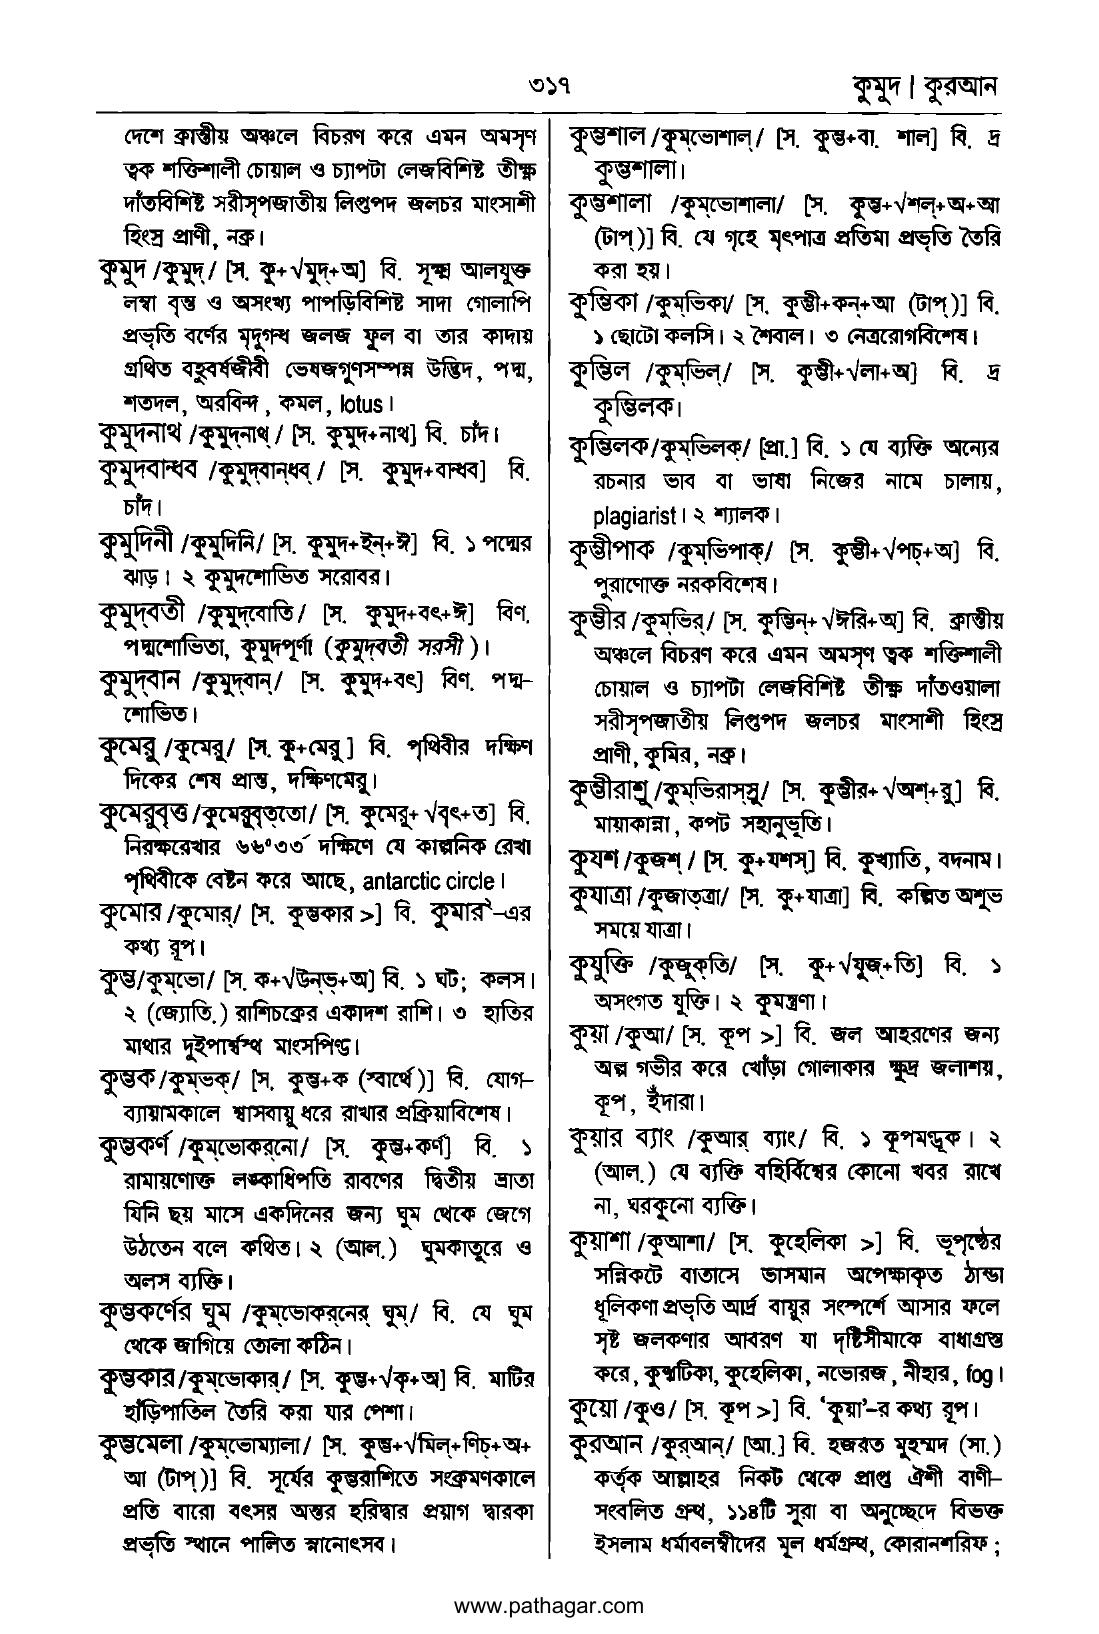 ৩১৭
কুমুদ | কুরআন
দেশে ক্রান্তীয় অঞ্চলে বিচরণ করে এমন অমসৃণ
ত্বক শক্তিশালী চোয়াল ও চ্যাপটা লেজবিশিষ্ট তীক্ষ্ণ
দাঁতবিশিষ্ট সরীসৃপজাতীয় লিপ্তপদ জলচর মাংসাশী
হিংস্র প্রাণী, নক্র।
কুমুদ /কুমুদ্/ [স. কু+√মুদ্+অ] বি. সূক্ষ্ম আলযুক্ত
লম্বা বৃন্ত ও অসংখ্য পাপড়িবিশিষ্ট সাদা গোলাপি
প্রভৃতি বর্ণের মৃদুগন্ধ জলজ ফুল বা তার কাদায়
গ্রথিত বহুবর্ষজীবী ভেষজগুণসম্পন্ন উদ্ভিদ, পদ্ম,
শতদল, অরবিন্দ, কমল, lotus।
কুমুদনাথ /কুমুদ্‌নাথ্/ [স. কুমুদ+নাথ] বি. চাঁদ।
কুমুদবান্ধব /কুমুদ্‌বান্‌ধব্/ [স. কুমুদ+বান্ধব] বি.
চাঁদ।
কুমুদিনী /কুমুদিনি/ [স. কুমুদ+ইন্+ঈ] বি. ১ পদ্মের
ঝাড়। ২ কুমুদশোভিত সরোবর।
কুমুদ্‌বতী /কুমুদ্‌বোতি/ [স. কুমুদ+বৎ+ঈ] বিণ.
পদ্মশোভিতা, কুমুদপূর্ণা (কুমুদ্‌বতী সরসী)।
কুমুদ্‌বান /কুমুদ্‌বান্/ [স. কুমুদ+বৎ] বিণ. পদ্ম-
শোভিত।
কুমেরু /কুমেরু/ [স. কু+মেরু] বি. পৃথিবীর দক্ষিণ
দিকের শেষ প্রান্ত, দক্ষিণমেরু।
কুমেরুবৃত্ত /কুমেরুবৃত্‌তো/ [স. কুমেরু+√বৃৎ+ত] বি.
নিরক্ষরেখার ৬৬°৩৩´ দক্ষিণে যে কাল্পনিক রেখা
পৃথিবীকে বেষ্টন করে আছে, antarctic circle।
কুমোর /কুমোর্/ [স. কুম্ভকার >] বি. কুমার²-এর
কথ্য রূপ।
কুম্ভ /কুম্‌ভো/ [স. ক+√উন্‌ভ্+অ] বি. ১ ঘট; কলস।
২ (জ্যোতি.) রাশিচক্রের একাদশ রাশি। ৩ হাতির
মাথার দুইপার্শ্বস্থ মাংসপিণ্ড।
কুম্ভক /কুম্‌ভক্/ [স. কুম্ভ+ক (স্বার্থে)] বি. যোগ-
ব্যায়ামকালে শ্বাসবায়ু ধরে রাখার প্রক্রিয়াবিশেষ।
কুম্ভকর্ণ /কুম্‌ভোকর্‌নো/ [স. কুম্ভ+কর্ণ] বি. ১
রামায়ণোক্ত লঙ্কাধিপতি রাবণের দ্বিতীয় ভ্রাতা
যিনি ছয় মাসে একদিনের জন্য ঘুম থেকে জেগে
উঠতেন বলে কথিত। ২ (আল.) ঘুমকাতুরে ও
অলস ব্যক্তি।
কুম্ভকর্ণের ঘুম /কুম্‌ভোকর্‌নের্ ঘুম্/ বি. যে ঘুম
থেকে জাগিয়ে তোলা কঠিন।
কুম্ভকার /কুম্‌ভোকার্/ [স. কুম্ভ+√কৃ+অ] বি. মাটির
হাঁড়িপাতিল তৈরি করা যার পেশা।
কুম্ভমেলা /কুম্‌ভোম্যালা/ [স. কুম্ভ+√মিল্+ণিচ্+অ+
আ (টাপ্)] বি. সূর্যের কুম্ভরাশিতে সংক্রমণকালে
প্রতি বারো বৎসর অন্তর হরিদ্বার প্রয়াগ দ্বারকা
প্রভৃতি স্থানে পালিত স্নানোৎসব।
কুম্ভশাল /কুম্‌ভোশাল্/ [স. কুম্ভ+বা. শাল] বি. দ্র
কুম্ভশালা।
কুম্ভশালা /কুম্‌ভোশালা/ [স. কুম্ভ+√শল্+অ+আ
(টাপ্)] বি. যে গৃহে মৃৎপাত্র প্রতিমা প্রভৃতি তৈরি
করা হয়।
কুম্ভিকা /কুম্‌ভিকা/ [স. কুম্ভী+কন্+আ (টাপ্)] বি.
১ ছোটো কলসি। ২ শৈবাল। ৩ নেত্ররোগবিশেষ।
কুম্ভিল /কুম্‌ভিল্/ [স. কুম্ভী+√লা+অ] বি. দ্র
কুম্ভিলক।
কুম্ভিলক /কুম্‌ভিলক্/ [প্রা.] বি. ১ যে ব্যক্তি অন্যের
রচনার ভাব বা ভাষা নিজের নামে চালায়,
plagiarist। ২ শ্যালক।
কুম্ভীপাক /কুম্‌ভিপাক্/ [স. কুম্ভী+√পচ্+অ] বি.
পুরাণোক্ত নরকবিশেষ।
কুম্ভীর /কুম্‌ভির্/ [স. কুম্ভিন্+√ঈরি+অ] বি. ক্রান্তীয়
অঞ্চলে বিচরণ করে এমন অমসৃণ ত্বক শক্তিশালী
চোয়াল ও চ্যাপটা লেজবিশিষ্ট তীক্ষ্ণ দাঁতওয়ালা
সরীসৃপজাতীয় লিপ্তপদ জলচর মাংসাশী হিংস্র
প্রাণী, কুমির, নক্র।
কুম্ভীরাশ্রু /কুম্‌ভিরাস্‌স্রু/ [স. কুম্ভীর+√অশ্+রু] বি.
মায়াকান্না, কপট সহানুভূতি।
কুযশ /কুজশ্/ [স. কু+যশস্] বি. কুখ্যাতি, বদনাম।
কুযাত্রা /কুজাত্‌ত্রা/ [স. কু+যাত্রা] বি. কল্পিত অশুভ
সময়ে যাত্রা।
কুযুক্তি /কুজুক্‌তি/ [স. কু+√যুজ্+তি] বি. ১
অসংগত যুক্তি। ২ কুমন্ত্রণা।
কুয়া /কুআ/ [স. কূপ >] বি. জল আহরণের জন্য
অল্প গভীর করে খোঁড়া গোলাকার ক্ষুদ্র জলাশয়,
কূপ, ইঁদারা।
কুয়ার ব্যাং /কুআর্ ব্যাং/ বি. ১ কূপমণ্ডূক। ২
(আল.) যে ব্যক্তি বহির্বিশ্বের কোনো খবর রাখে
না, ঘরকুনো ব্যক্তি।
কুয়াশা /কুআশা/ [স. কুহেলিকা >] বি. ভূপৃষ্ঠের
সন্নিকটে বাতাসে ভাসমান অপেক্ষাকৃত ঠান্ডা
ধূলিকণা প্রভৃতি আর্দ্র বায়ুর সংস্পর্শে আসার ফলে
সৃষ্ট জলকণার আবরণ যা দৃষ্টিসীমাকে বাধাগ্রস্ত
করে, কুজ্ঝটিকা, কুহেলিকা, নভোরজ, নীহার, fog।
কুয়ো /কুও/ [স. কূপ >] বি. ‘কুয়া’-র কথ্য রূপ।
কুরআন /কুর্‌আন্/ [আ.] বি. হজরত মুহম্মদ (সা.)
কর্তৃক আল্লাহর নিকট থেকে প্রাপ্ত ঐশী বাণী-
সংবলিত গ্রন্থ, ১১৪টি সুরা বা অনুচ্ছেদে বিভক্ত
ইসলাম ধর্মাবলম্বীদের মূল ধর্মগ্রন্থ, কোরানশরিফ;
www.pathagar.com